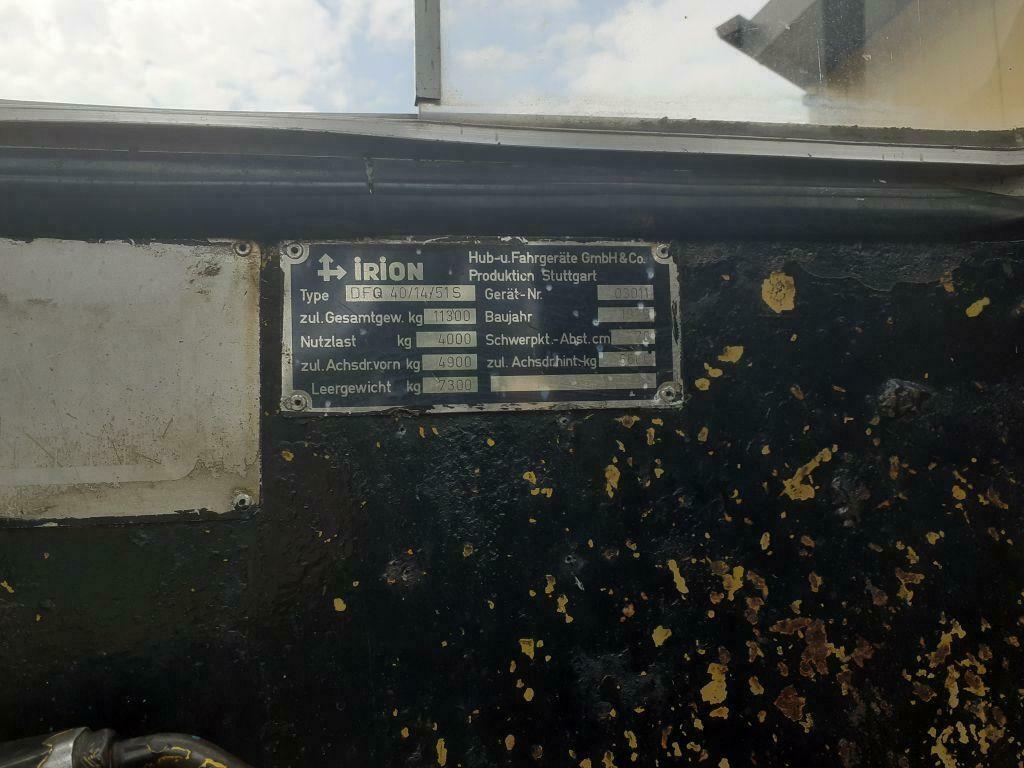 iRiON Hub-u.Fahrgeräte GmbH & Co.
Produktion Stuttgart
Type DFQ 40/14/51 S Gerät-Nr. 03011
zul.Gesamtgew. kg 11300 Baujahr
Nutzlast kg 4000 Schwerpkt.-Abst.cm
zul. Achsdr.vorn kg 4900 zul. Achsdr.hint.kg
Leergewicht kg 7300